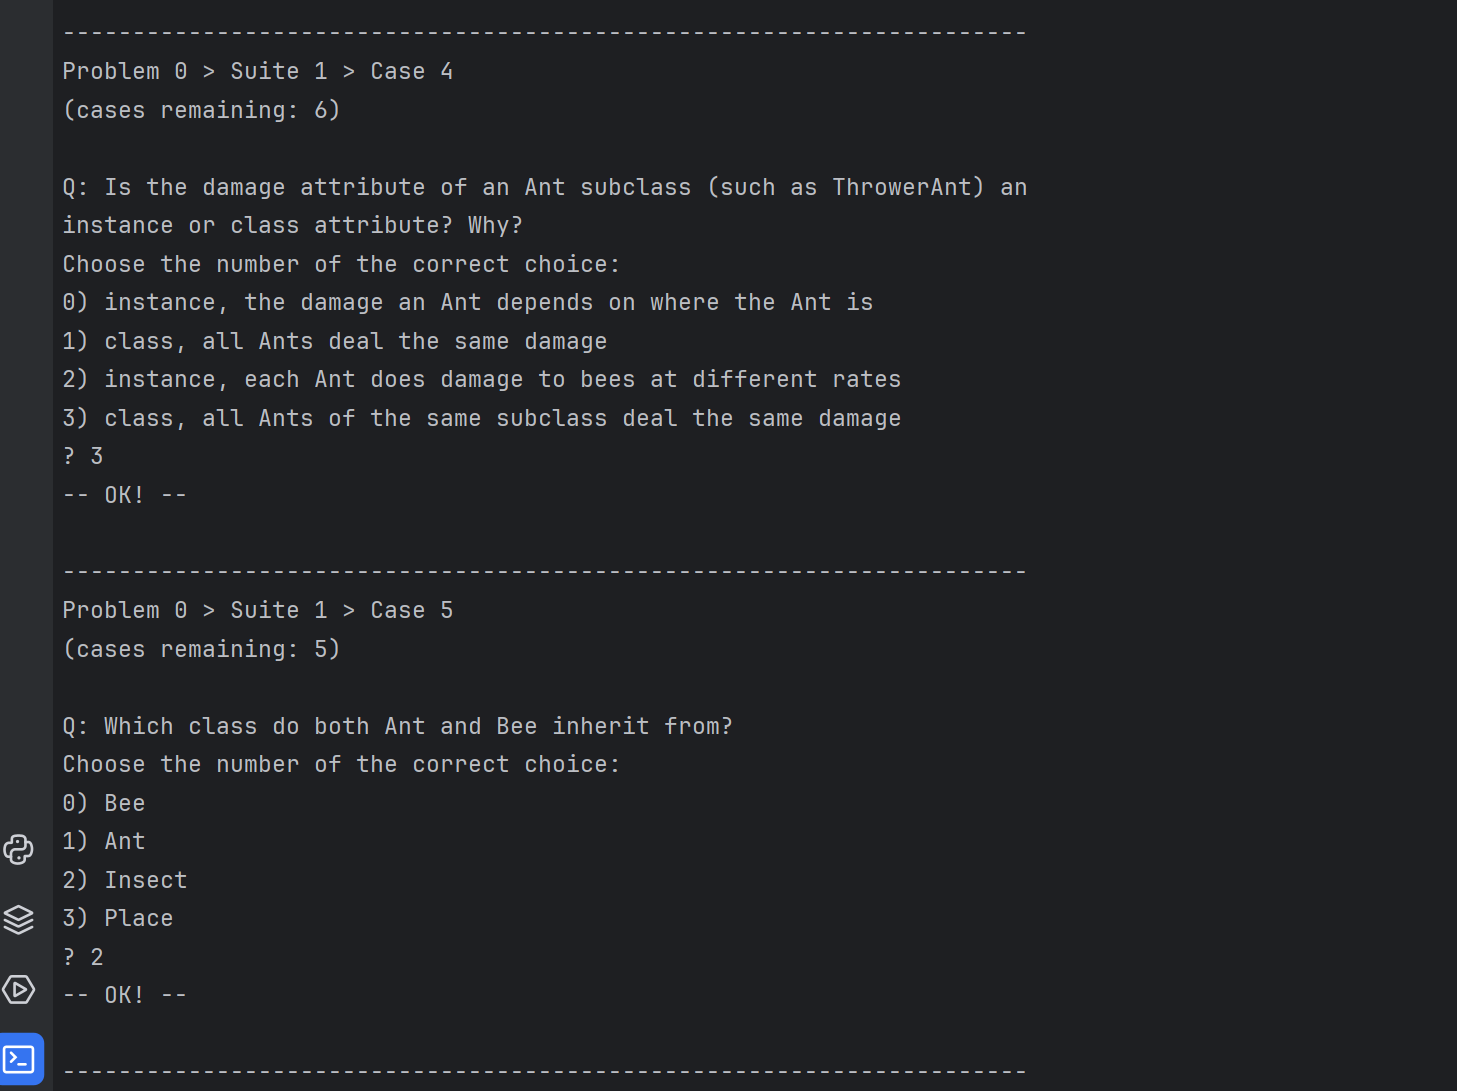 ---------------------------------------------------------------------
Problem 0 > Suite 1 > Case 4
(cases remaining: 6)
Q: Is the damage attribute of an Ant subclass (such as ThrowerAnt) an
instance or class attribute? Why?
Choose the number of the correct choice:
0) instance, the damage an Ant depends on where the Ant is
1) class, all Ants deal the same damage
2) instance, each Ant does damage to bees at different rates
3) class, all Ants of the same subclass deal the same damage
? 3
-- OK! --
---------------------------------------------------------------------
Problem 0 > Suite 1 > Case 5
(cases remaining: 5)
Q: Which class do both Ant and Bee inherit from?
Choose the number of the correct choice:
0) Bee
1) Ant
2) Insect
3) Place
? 2
-- OK! --
---------------------------------------------------------------------